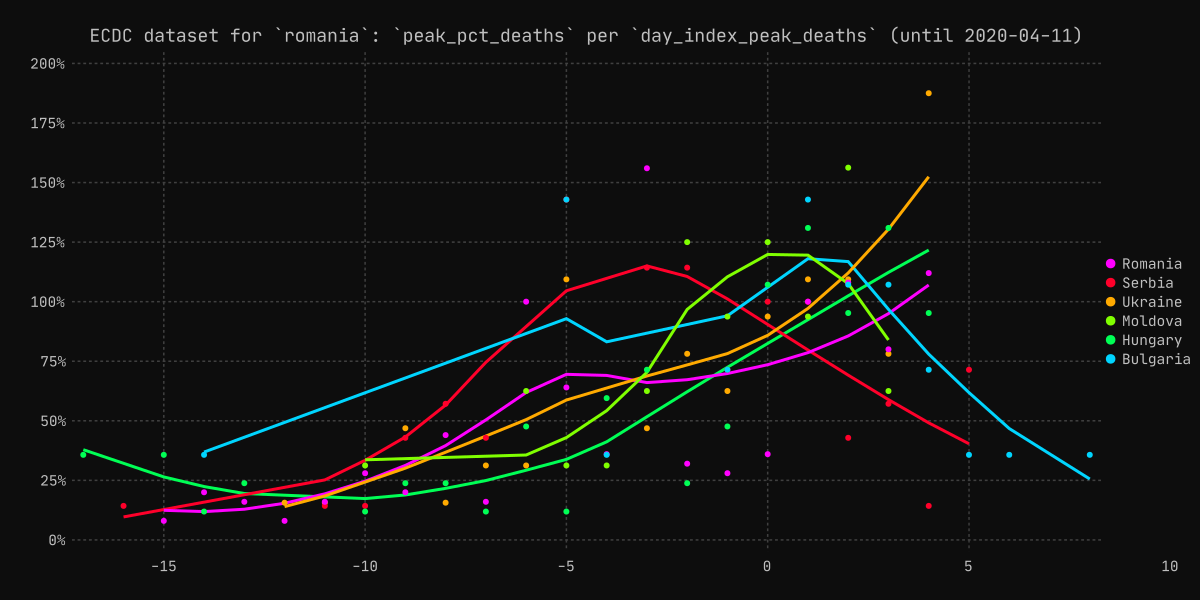 ECDC dataset for `romania`: `peak_pct_deaths` per `day_index_peak_deaths` (until 2020-04-11)
200%
175%
150%
125%
100%
75%
50%
25%
0%
-15 -10 -5 0 5 10
Romania
Serbia
Ukraine
Moldova
Hungary
Bulgaria